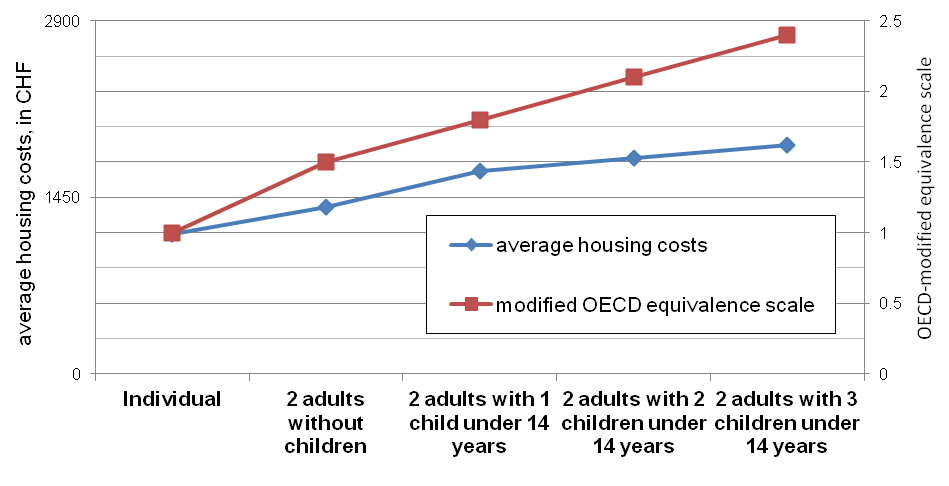 2900
1450
0
average housing costs, in CHF
2.5
2
1.5
1
0.5
0
OECD-modified equivalence scale
average housing costs
modified OECD equivalence scale
Individual
2 adults
without
children
2 adults with 1
child under 14
years
2 adults with 2
children under
14 years
2 adults with 3
children under
14 years